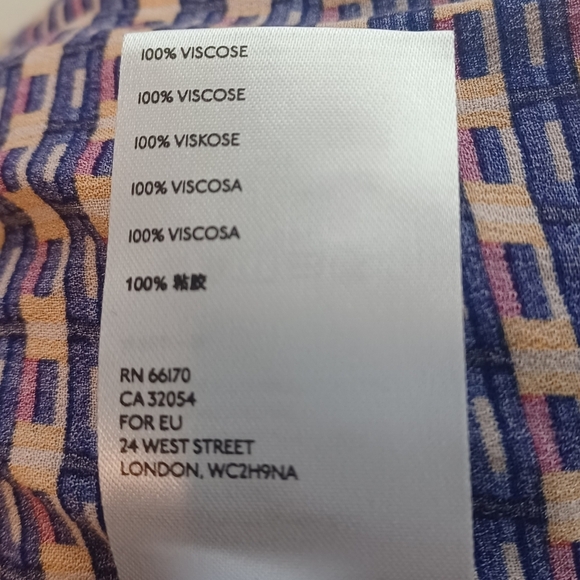 100% VISCOSE
100% VISCOSE
100% VISKOSE
100% VISCOSA
100% VISCOSA
100% 粘胶
RN 66170
CA 32054
FOR EU
24 WEST STREET
LONDON, WC2H9NA